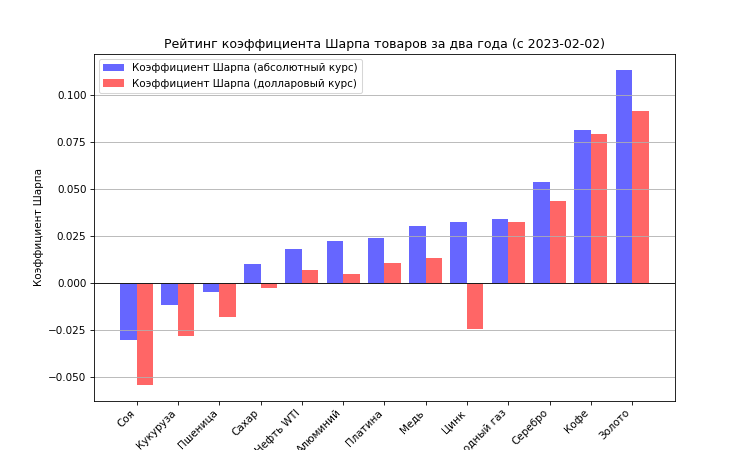 Рейтинг коэффициента Шарпа товаров за два года (с 2023-02-02)
Коэффициент Шарпа (абсолютный курс)
Коэффициент Шарпа (долларовый курс)
Коэффициент Шарпа
0.100
0.075
0.050
0.025
0.000
−0.025
−0.050
Соя
Кукуруза
Пшеница
Сахар
Нефть WTI
Алюминий
Платина
Медь
Цинк
газ
Серебро
Кофе
Золото